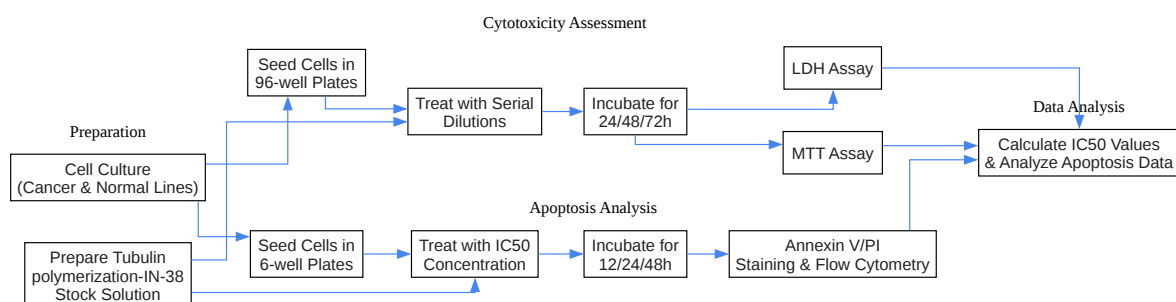 Cytotoxicity Assessment
Seed Cells in
96-well Plates
LDH Assay
Treat with Serial
Dilutions
Incubate for
24/48/72h
Data Analysis
Preparation
Cell Culture
(Cancer & Normal Lines)
MTT Assay
Calculate IC50 Values
& Analyze Apoptosis Data
Apoptosis Analysis
Prepare Tubulin
polymerization-IN-38
Stock Solution
Seed Cells in
6-well Plates
Treat with IC50
Concentration
Incubate for
12/24/48h
Annexin V/PI
Staining & Flow Cytometry